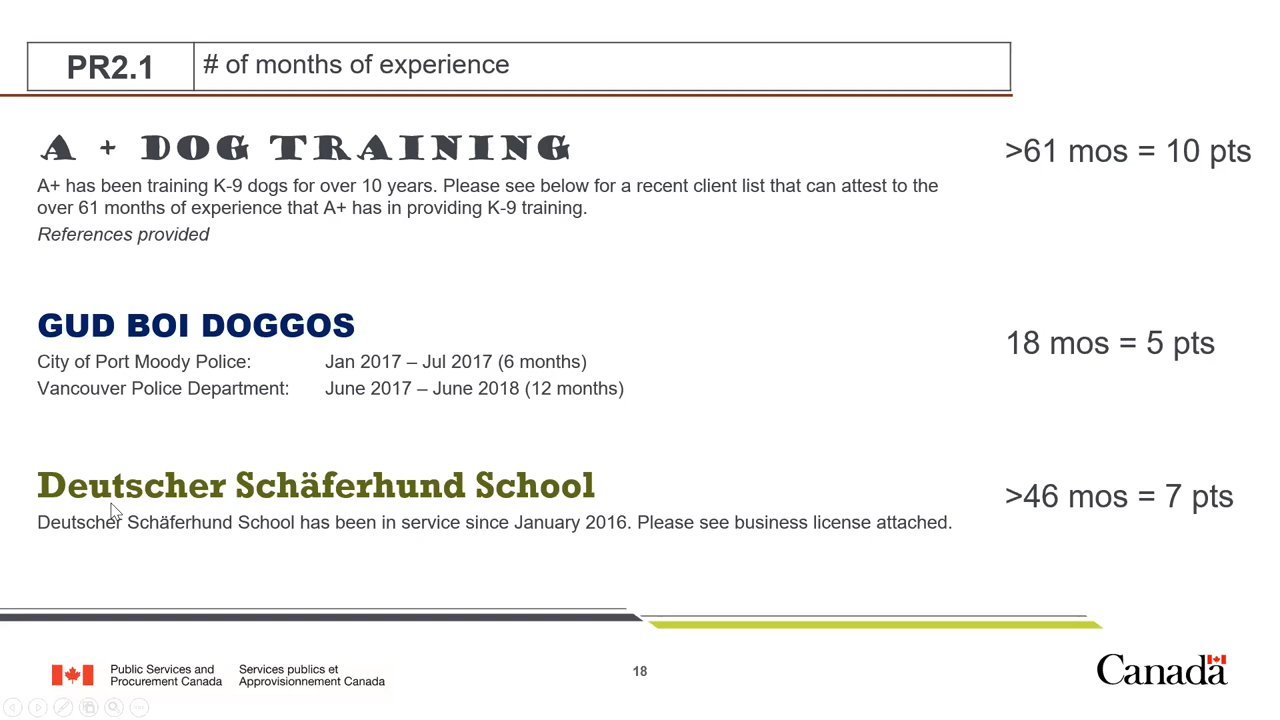 PR2.1 # of months of experience
A + DOG TRAINING
>61 mos = 10 pts
A+ has been training K-9 dogs for over 10 years. Please see below for a recent client list that can attest to the
over 61 months of experience that A+ has in providing K-9 training.
References provided
GUD BOI DOGGOS
18 mos = 5 pts
City of Port Moody Police: Jan 2017 – Jul 2017 (6 months)
Vancouver Police Department: June 2017 – June 2018 (12 months)
Deutscher Schäferhund School
>46 mos = 7 pts
Deutscher Schäferhund School has been in service since January 2016. Please see business license attached.
Public Services and Services publics et
Procurement Canada Approvisionnement Canada
18
Canada